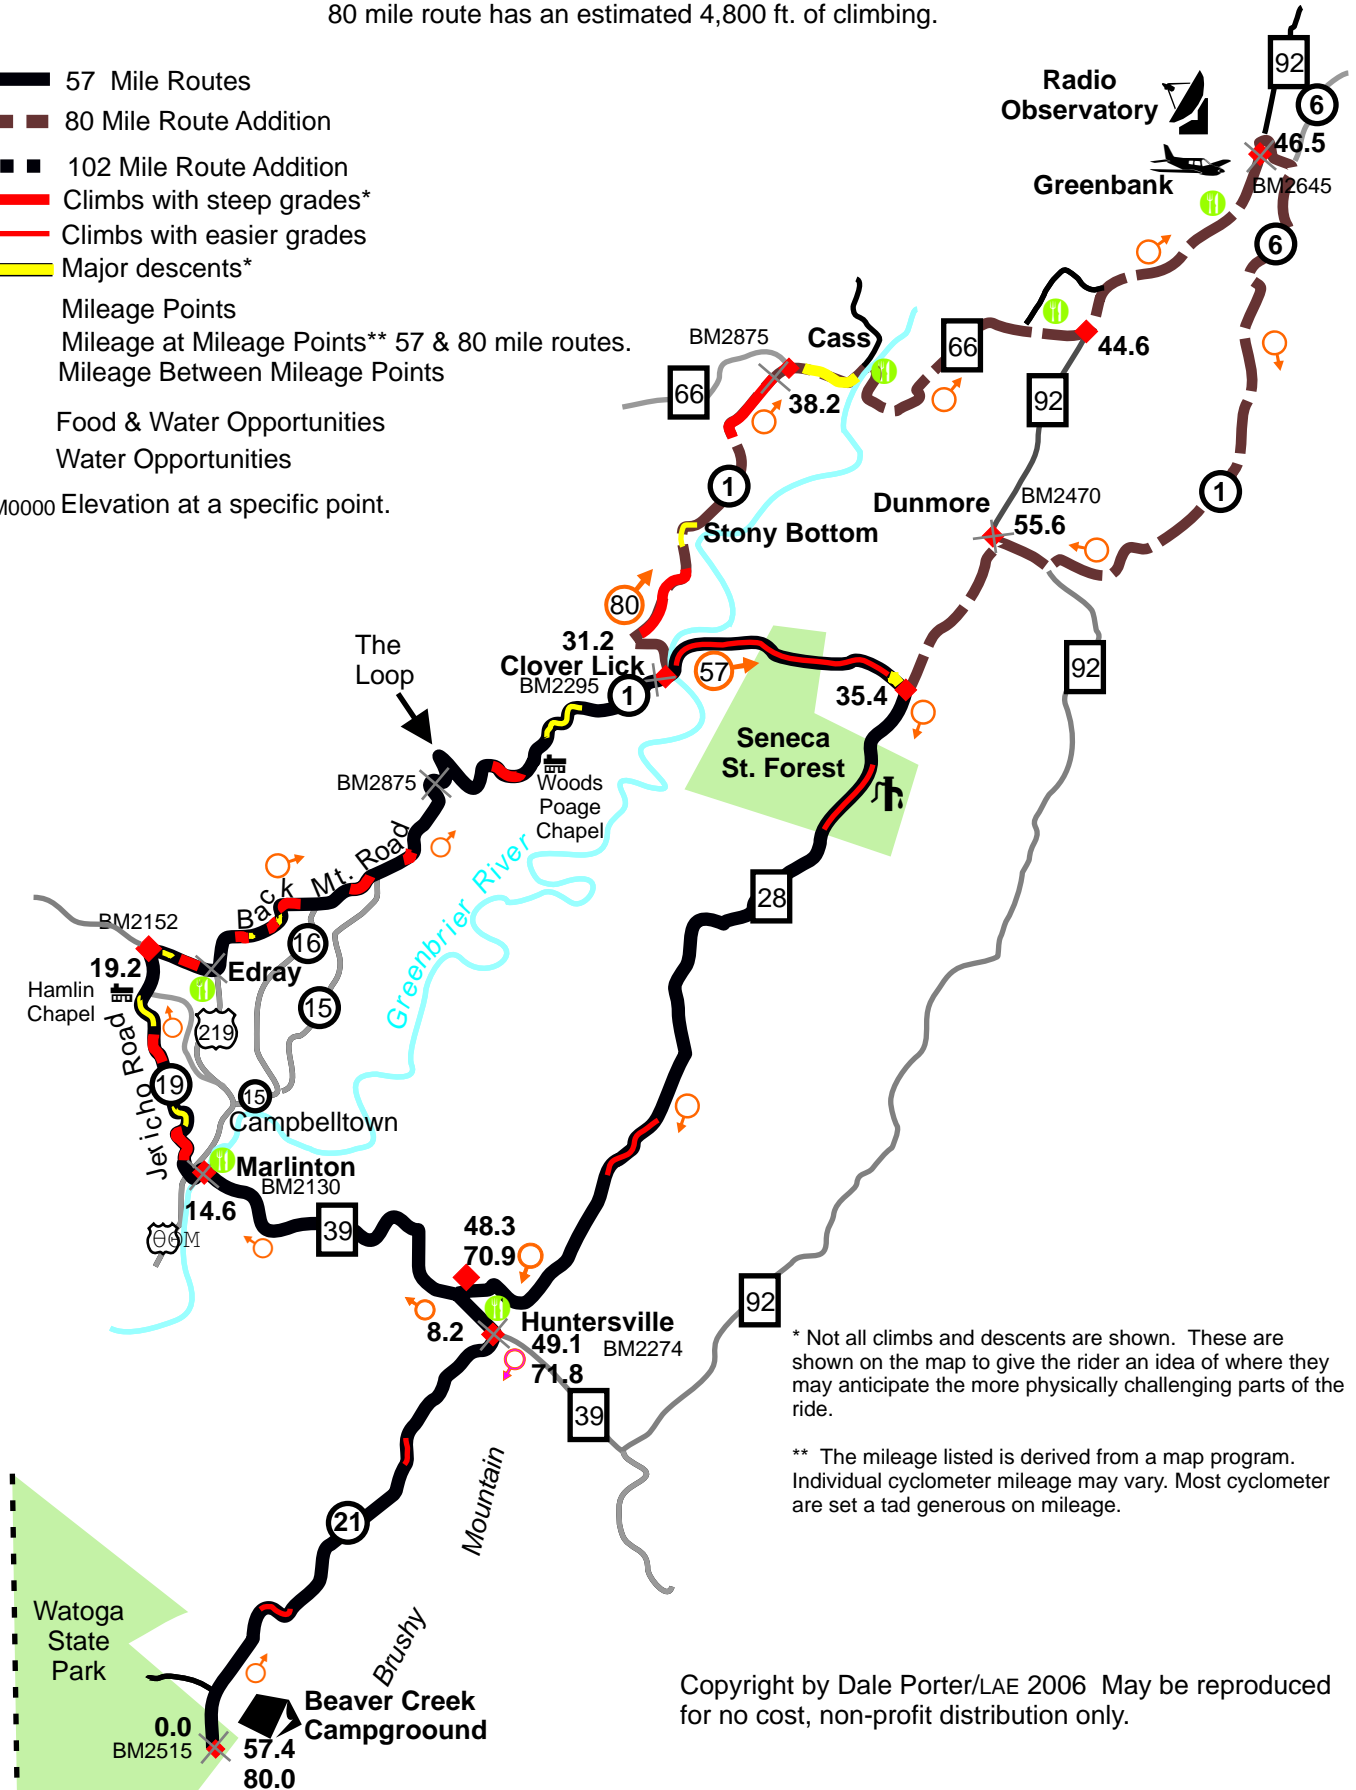 80 mile route has an estimated 4,800 ft. of climbing.
57 Mile Routes
80 Mile Route Addition
102 Mile Route Addition
Climbs with steep grades*
Climbs with easier grades
Major descents*
Mileage Points
Mileage at Mileage Points** 57 & 80 mile routes.
Mileage Between Mileage Points
Food & Water Opportunities
Water Opportunities
M0000 Elevation at a specific point.
92
6
Radio
Observatory
46.5
BM2645
Greenbank
6
Cass
BM2875
66
66
38.2
44.6
92
1
1
Dunmore
BM2470
55.6
Stony Bottom
80
31.2
Clover Lick
BM2295
1
57
35.4
92
The
Loop
Seneca
St. Forest
BM2875
Woods
Poage
Chapel
Back Mt. Road
Greenbrier River
28
BM2152
19.2
Edray
16
15
Hamlin
Chapel
219
Jericho Road
19
15
Campbelltown
Marlinton
BM2130
14.6
39
48.3
70.9
8.2
Huntersville
49.1
BM2274
71.8
92
39
* Not all climbs and descents are shown. These are
shown on the map to give the rider an idea of where they
may anticipate the more physically challenging parts of the
ride.
** The mileage listed is derived from a map program.
Individual cyclometer mileage may vary. Most cyclometer
are set a tad generous on mileage.
21
Brushy Mountain
Watoga
State
Park
Beaver Creek
Campgroound
0.0
BM2515
57.4
80.0
Copyright by Dale Porter/LAE 2006 May be reproduced
for no cost, non-profit distribution only.